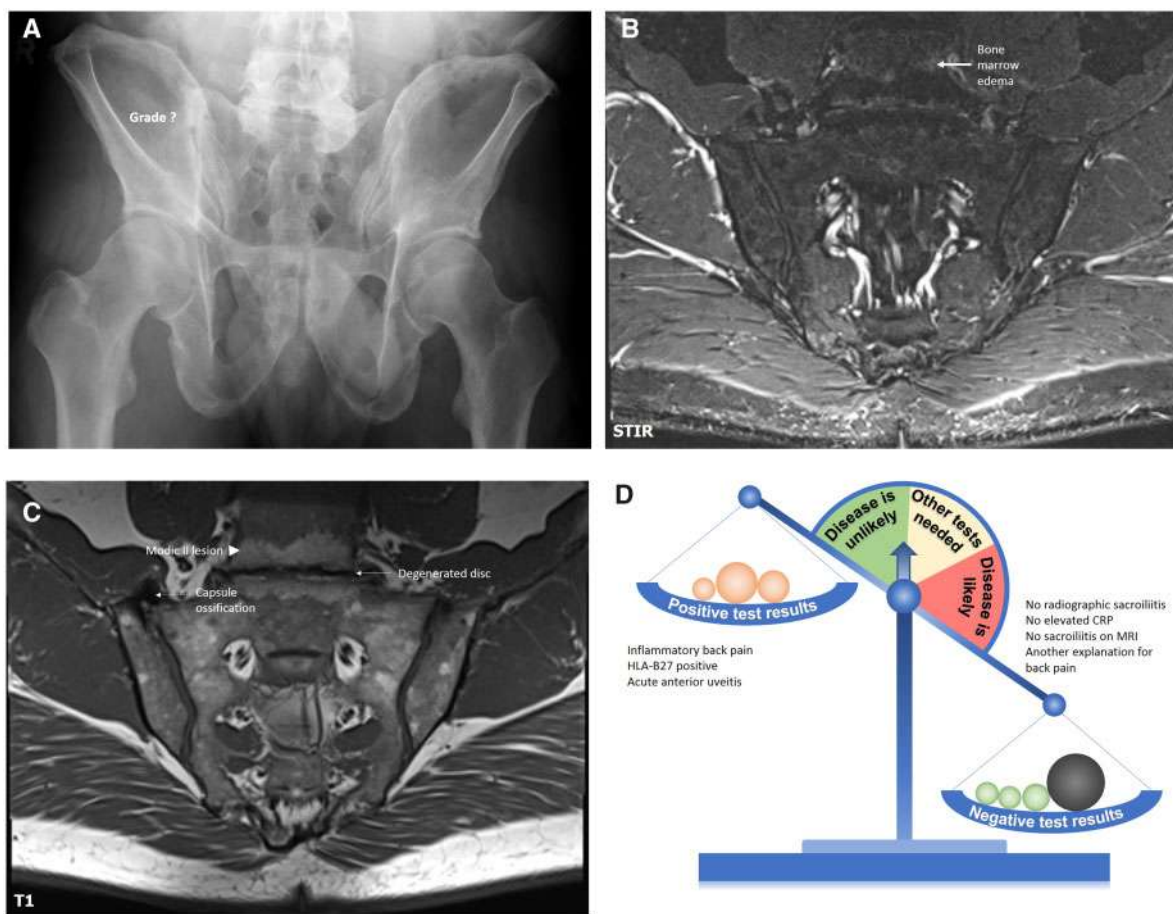 A
Grade ?
B
Bone
marrow
edema
STIR
C
Modic II lesion
Degenerated disc
Capsule
ossification
T1
D
Disease is
unlikely
Other tests
needed
Disease is
likely
Positive test results
Inflammatory back pain
HLA-B27 positive
Acute anterior uveitis
No radiographic sacroiliitis
No elevated CRP
No sacroiliitis on MRI
Another explanation for
back pain
Negative test results